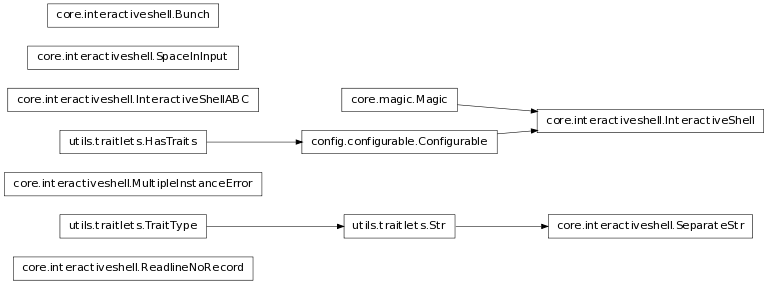 core.interactiveshell.Bunch
core.interactiveshell.SpaceInInput
core.interactiveshell.InteractiveShellABC
core.magic.Magic
core.interactiveshell.InteractiveShell
utils.traitlets.HasTraits
config.configurable.Configurable
core.interactiveshell.MultipleInstanceError
utils.traitlets.TraitType
utils.traitlets.Str
core.interactiveshell.SeparateStr
core.interactiveshell.ReadlineNoRecord